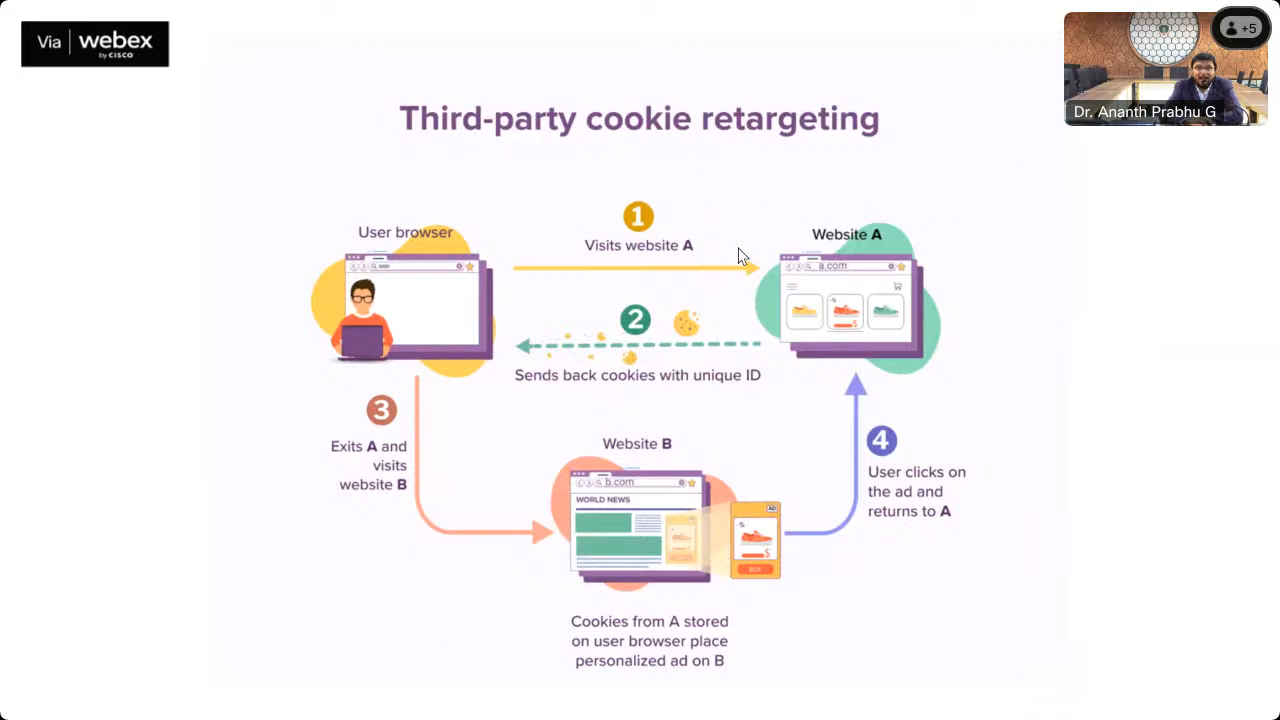 Via webex
by CISCO
+5
Dr. Ananth Prabhu G
Third-party cookie retargeting
1
User browser
Visits website A
Website A
a.com
2
Sends back cookies with unique ID
3
Exits A and
visits
website B
Website B
b.com
WORLD NEWS
AD
BUY
4
User clicks on
the ad and
returns to A
Cookies from A stored
on user browser place
personalized ad on B